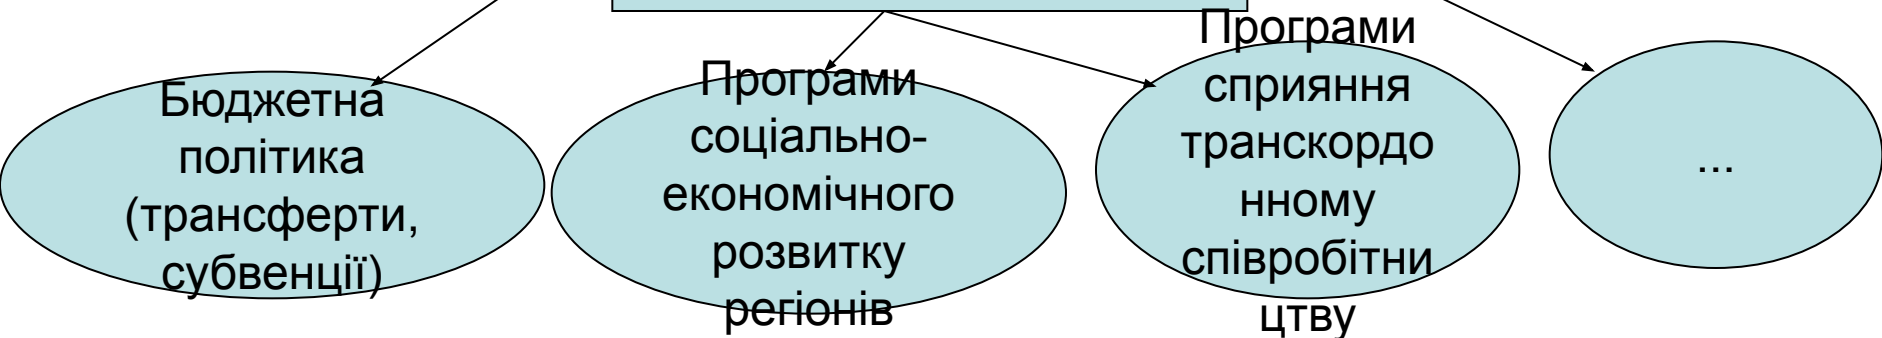 Бюджетна
політика
(трансферти,
субвенції)
Програми
соціально-
економічного
розвитку
регіонів
Програми
сприяння
транскордо
нному
співробітни
цтву
...